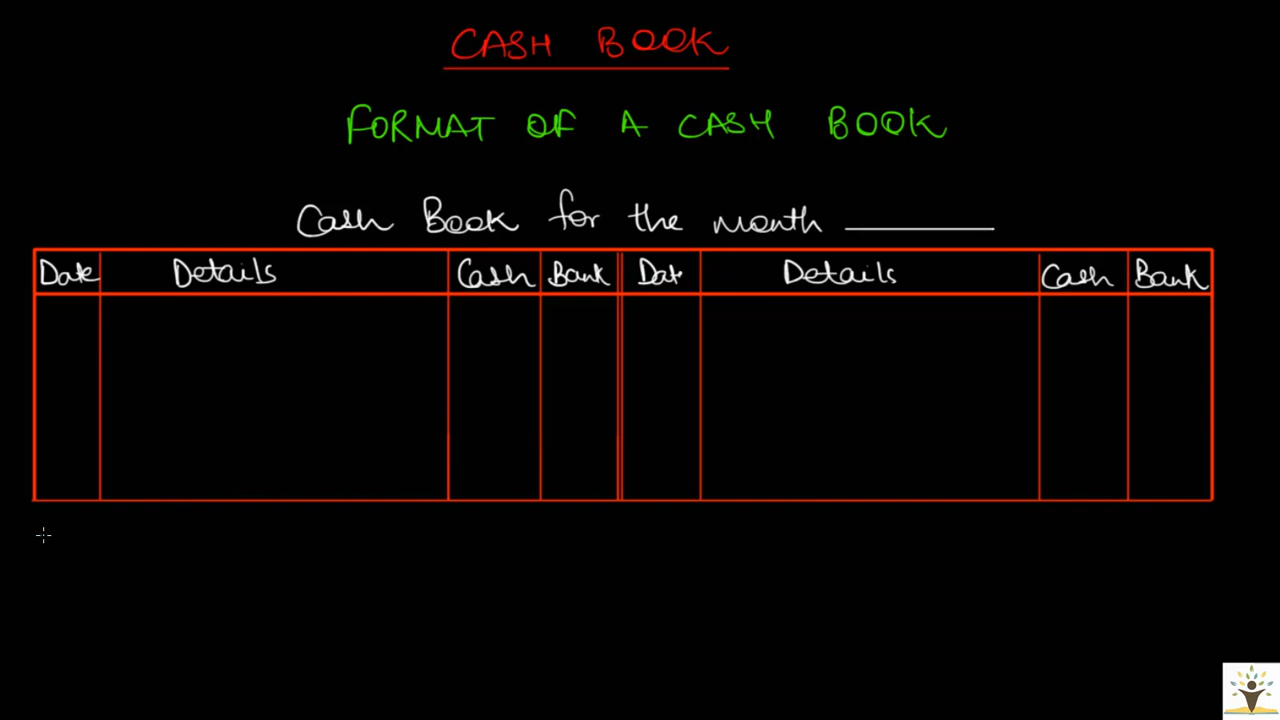 CASH BOOK
FORMAT OF A CASH BOOK
Cash Book for the month
Date Details Cash Bank Dat Details Cash Bank